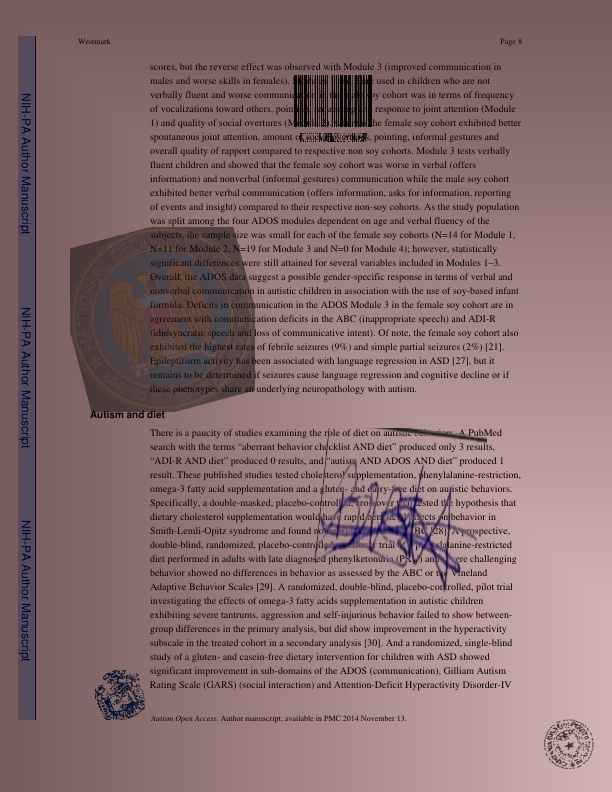 Westmark
Page 8
scores, but the reverse effect was observed with Module 3 (improved communication in
males and worse skills in females). used in children who are not
verbally fluent and worse soy cohort was in terms of frequency
of vocalizations toward others, response to joint attention (Module
1) and quality of social overtures the female soy cohort exhibited better
spontaneous joint attention, amount of pointing, informal gestures and
overall quality of rapport compared to respective non soy cohorts. Module 3 tests verbally
fluent children and showed that the female soy cohort was worse in verbal (offers
information) and nonverbal (informal gestures) communication while the male soy cohort
exhibited better verbal communication (offers information, asks for information, reporting
of events and insight) compared to their respective non-soy cohorts. As the study population
was split among the four ADOS modules dependent on age and verbal fluency of the
subjects, the sample size was small for each of the female soy cohorts (N=14 for Module 1,
N=11 for Module 2, N=19 for Module 3 and N=0 for Module 4); however, statistically
significant differences were still attained for several variables included in Modules 1–3.
Overall, the ADOS data suggest a possible gender-specific response in terms of verbal and
nonverbal communication in autistic children in association with the use of soy-based infant
formula. Deficits in communication in the ADOS Module 3 in the female soy cohort are in
agreement with communication deficits in the ABC (inappropriate speech) and ADI-R
(idiosyncratic speech and loss of communicative intent). Of note, the female soy cohort also
exhibited the highest rates of febrile seizures (9%) and simple partial seizures (2%) [21].
Epileptiform activity has been associated with language regression in ASD [27], but it
remains to be determined if seizures cause language regression and cognitive decline or if
these phenotypes share an underlying neuropathology with autism.
Autism and diet
There is a paucity of studies examining the role of diet on autistic behaviors. A PubMed
search with the terms “aberrant behavior checklist AND diet” produced only 3 results,
“ADI-R AND diet” produced 0 results, and “autism AND ADOS AND diet” produced 1
result. These published studies tested cholesterol supplementation, phenylalanine-restriction,
omega-3 fatty acid supplementation and a gluten- and dairy-free diet on autistic behaviors.
Specifically, a double-masked, placebo-controlled, crossover tested the hypothesis that
dietary cholesterol supplementation would have rapid on behavior in
Smith-Lemli-Opitz syndrome and found no [28]. A prospective,
double-blind, randomized, placebo-controlled trial of phenylalanine-restricted
diet performed in adults with late diagnosed phenylketonuria and severe challenging
behavior showed no differences in behavior as assessed by the ABC or the Vineland
Adaptive Behavior Scales [29]. A randomized, double-blind, placebo-controlled, pilot trial
investigating the effects of omega-3 fatty acids supplementation in autistic children
exhibiting severe tantrums, aggression and self-injurious behavior failed to show between-
group differences in the primary analysis, but did show improvement in the hyperactivity
subscale in the treated cohort in a secondary analysis [30]. And a randomized, single-blind
study of a gluten- and casein-free dietary intervention for children with ASD showed
significant improvement in sub-domains of the ADOS (communication), Gilliam Autism
Rating Scale (GARS) (social interaction) and Attention-Deficit Hyperactivity Disorder-IV
Autism Open Access. Author manuscript; available in PMC 2014 November 13.
NIH-PA Author Manuscript
NIH-PA Author Manuscript
NIH-PA Author Manuscript